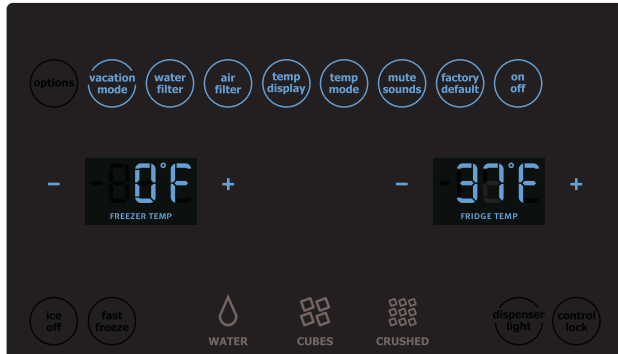 options
vacation
mode
water
filter
air
filter
temp
display
temp
mode
mute
sounds
factory
default
on
off
- 0°F +
FREEZER TEMP
- 37°F +
FRIDGE TEMP
ice
off
fast
freeze
WATER
CUBES
CRUSHED
dispenser
light
control
lock